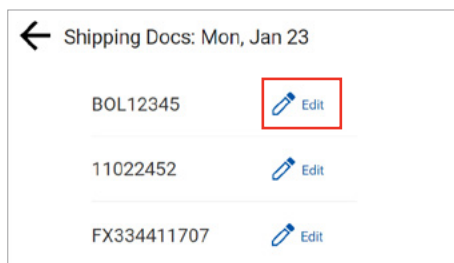 Shipping Docs: Mon, Jan 23
BOL12345 Edit
11022452 Edit
FX334411707 Edit